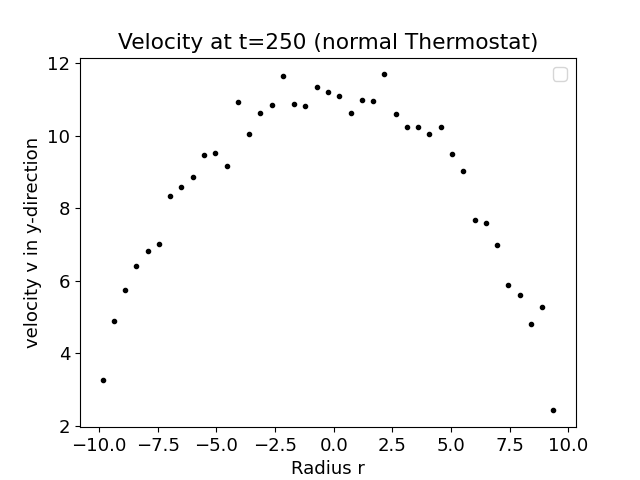 Velocity at t=250 (normal Thermostat)
12
10
8
6
4
2
velocity v in y-direction
−10.0 −7.5 −5.0 −2.5 0.0 2.5 5.0 7.5 10.0
Radius r